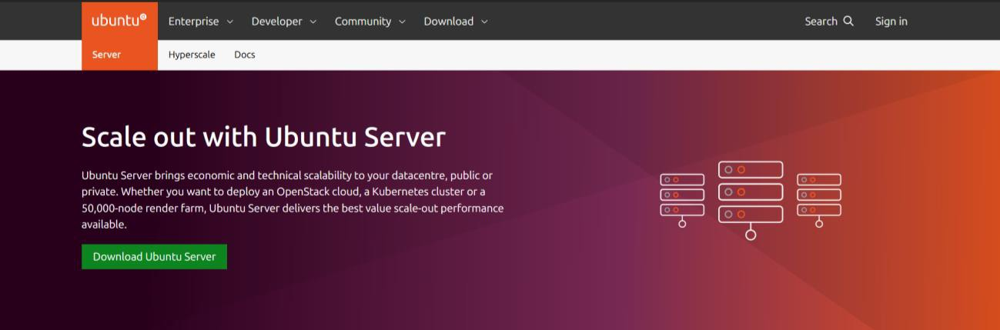 ubuntu
Enterprise
Developer
Community
Download
Search
Sign in
Server
Hyperscale
Docs
Scale out with Ubuntu Server
Ubuntu Server brings economic and technical scalability to your datacentre, public or
private. Whether you want to deploy an OpenStack cloud, a Kubernetes cluster or a
50,000-node render farm, Ubuntu Server delivers the best value scale-out performance
available.
Download Ubuntu Server